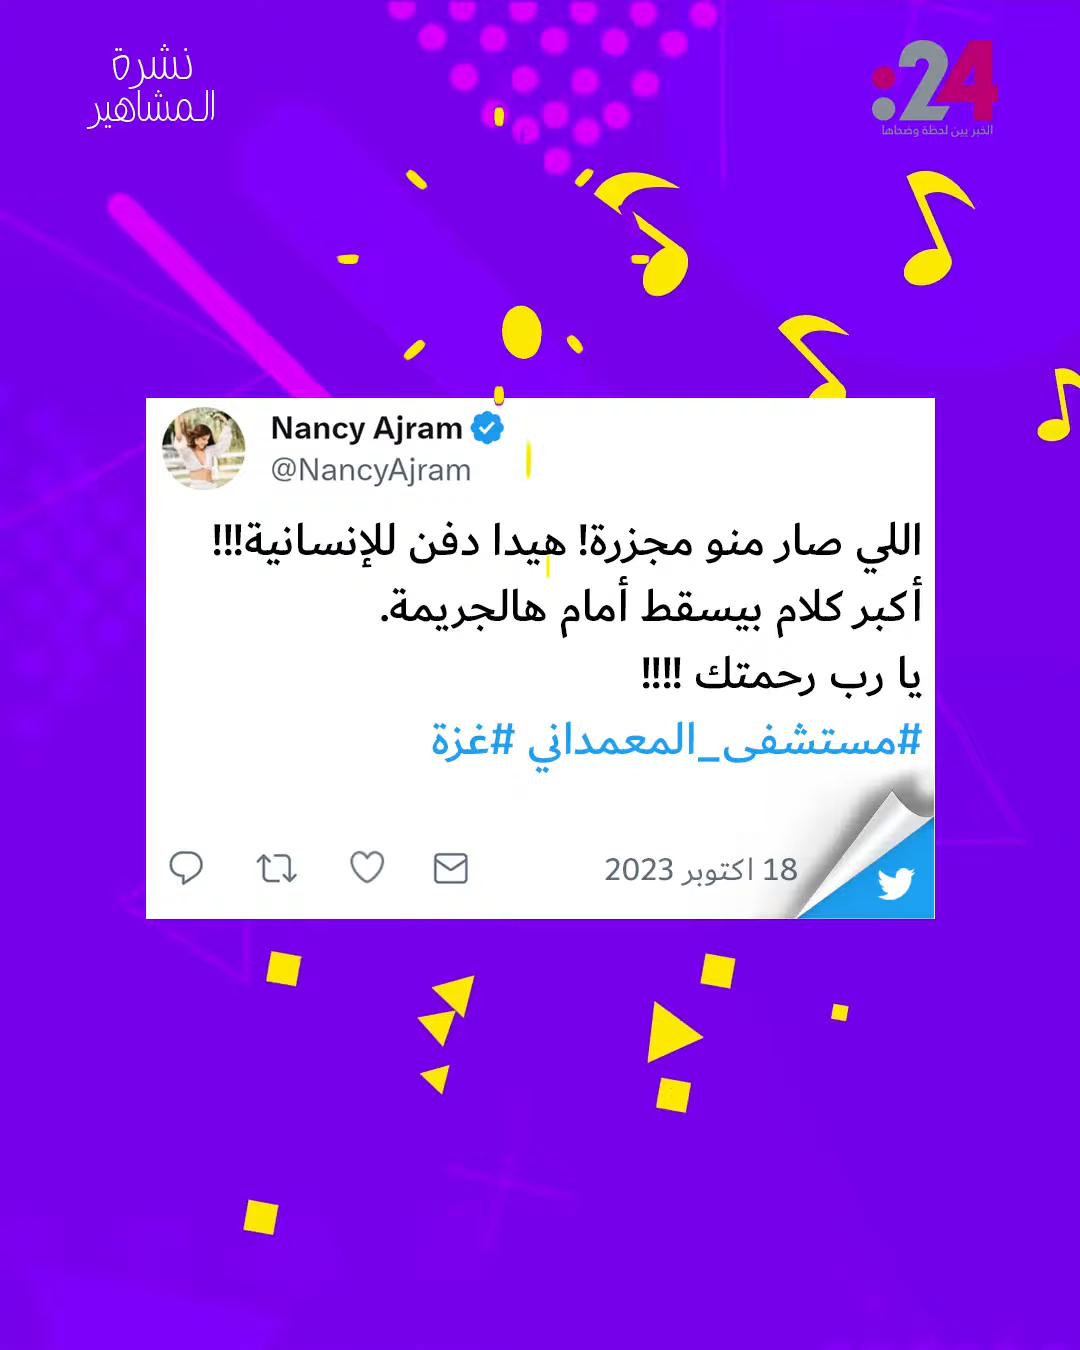 نشرة
المشاهير
:24
الخبر بين لحظة وضحاها
Nancy Ajram
@NancyAjram
اللي صار منو مجزرة! هيدا دفن للإنسانية!!!
أكبر كلام بيسقط أمام هالجريمة.
يا رب رحمتك !!!!
#مستشفى_المعمداني #غزة
18 اكتوبر 2023